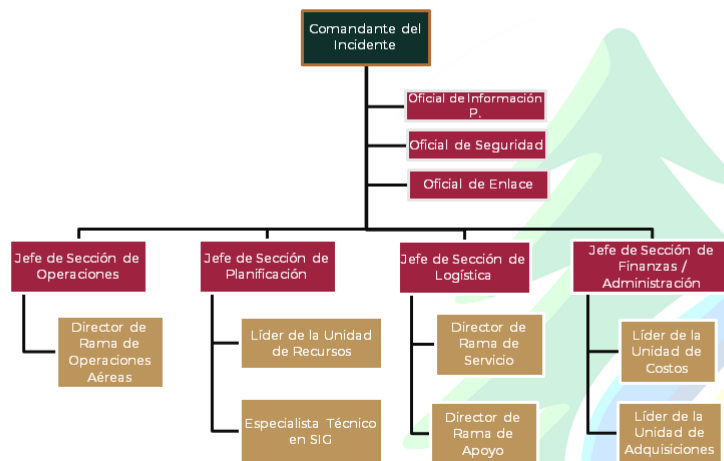 Comandante del
Incidente
Oficial de Información
P.
Oficial de Seguridad
Oficial de Enlace
Jefe de Sección de
Operaciones
Jefe de Sección de
Planificación
Jefe de Sección de
Logística
Jefe de Sección de
Finanzas /
Administración
Director de
Rama de
Operaciones
Aéreas
Líder de la Unidad
de Recursos
Director de
Rama de
Servicio
Líder de la
Unidad de
Costos
Especialista Técnico
en SIG
Director de
Rama de
Apoyo
Líder de la
Unidad de
Adquisiciones